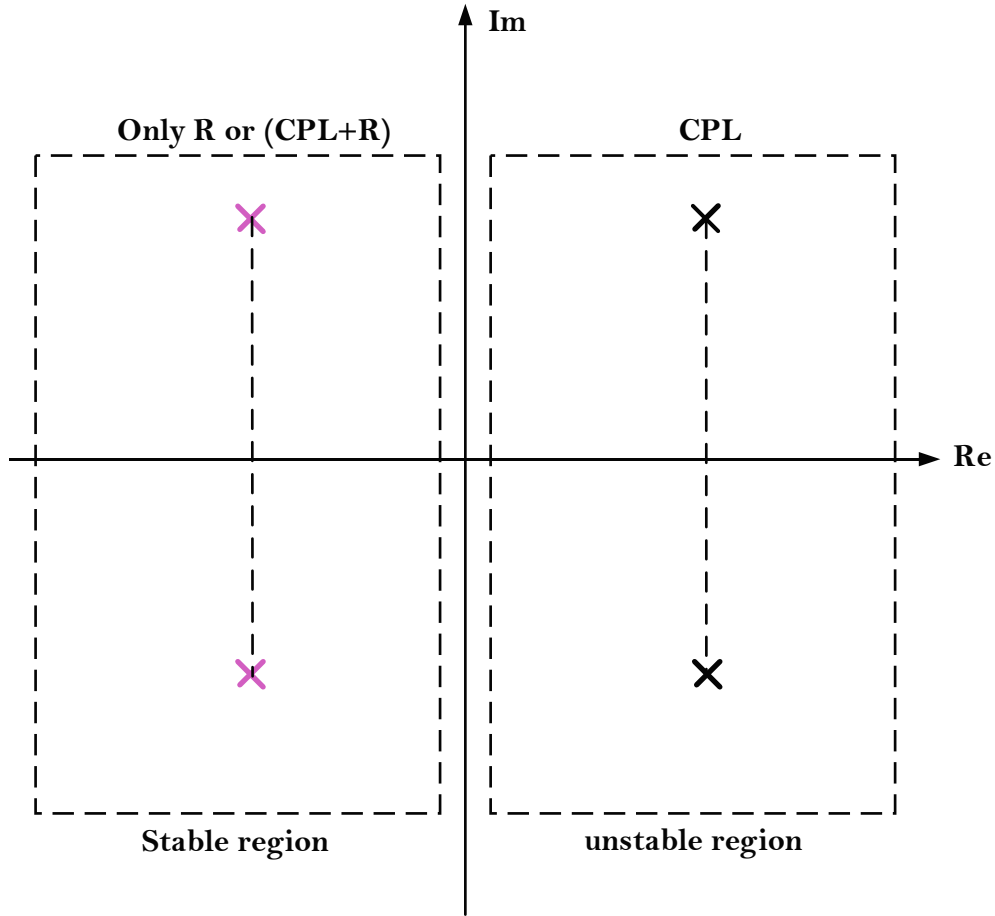 Im
Only R or (CPL+R)
CPL
Re
Stable region
unstable region